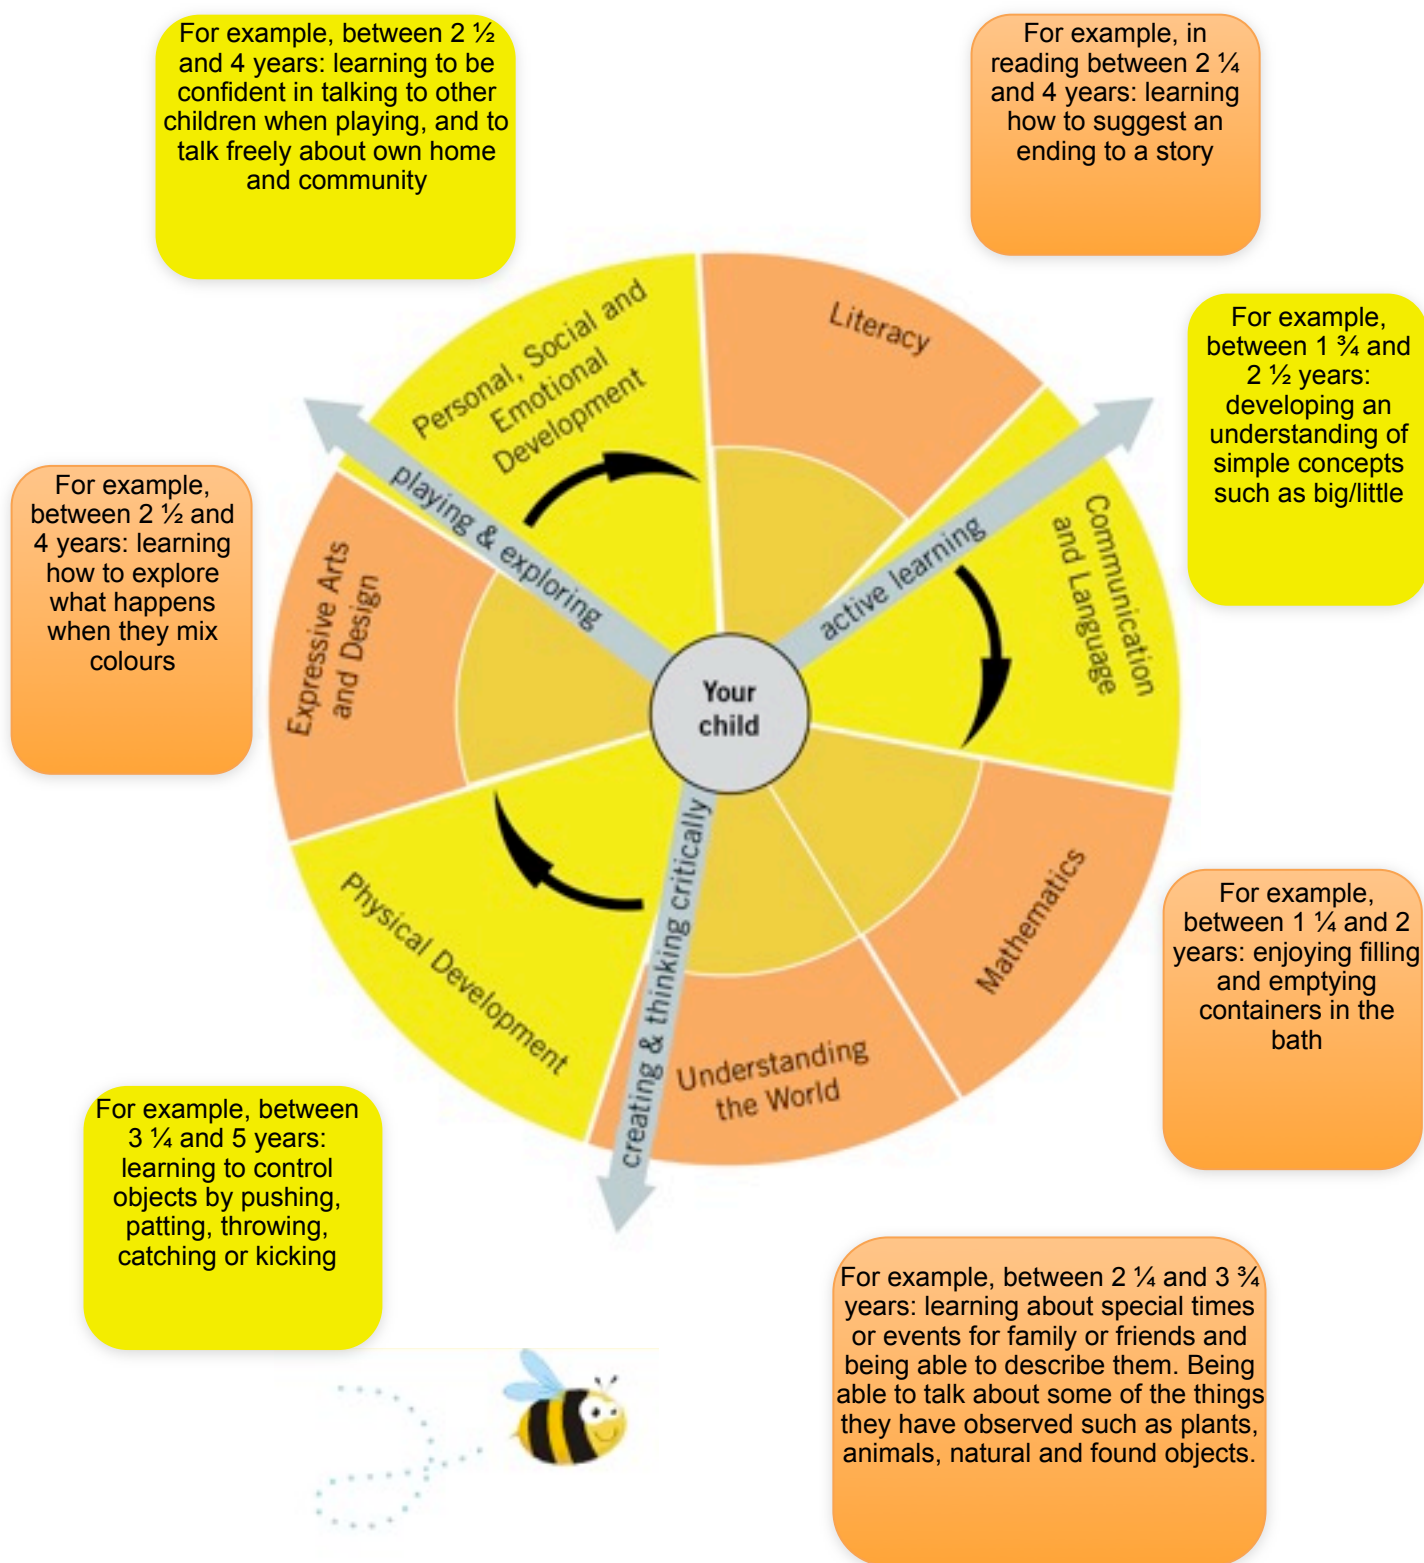 For example, between 2 ½
and 4 years: learning to be
confident in talking to other
children when playing, and to
talk freely about own home
and community
For example, in
reading between 2 ¼
and 4 years: learning
how to suggest an
ending to a story
For example,
between 1 ¾ and
2 ½ years:
developing an
understanding of
simple concepts
such as big/little
For example,
between 2 ½ and
4 years: learning
how to explore
what happens
when they mix
colours
Personal, Social and
Emotional
Development
Literacy
Communication
and Language
Expressive Arts
and Design
playing & exploring
active learning
Your
child
creating & thinking critically
Physical Development
Mathematics
Understanding
the World
For example,
between 1 ¼ and 2
years: enjoying filling
and emptying
containers in the
bath
For example, between
3 ¼ and 5 years:
learning to control
objects by pushing,
patting, throwing,
catching or kicking
For example, between 2 ¼ and 3 ¾
years: learning about special times
or events for family or friends and
being able to describe them. Being
able to talk about some of the things
they have observed such as plants,
animals, natural and found objects.